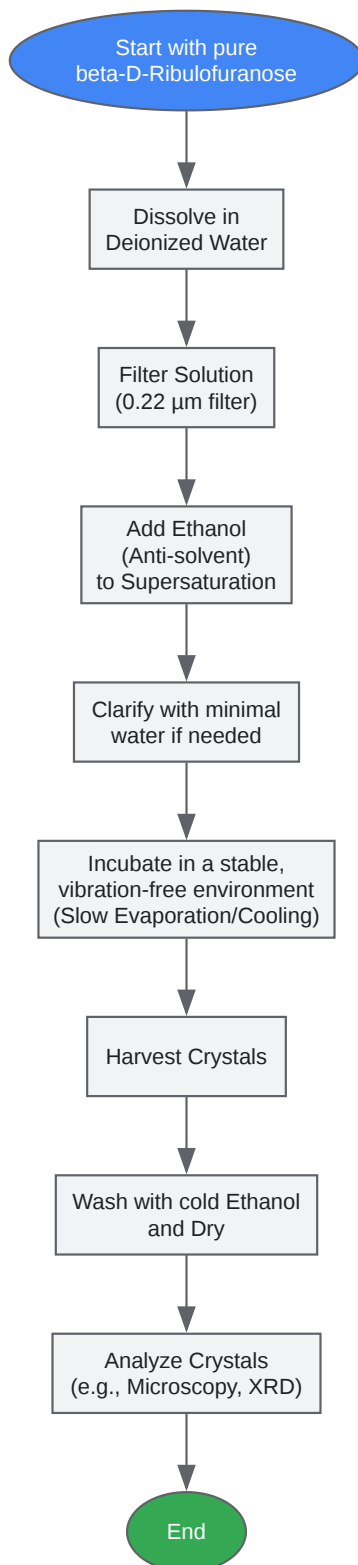 Start with pure
beta-D-Ribulofuranose
Dissolve in
Deionized Water
Filter Solution
(0.22 µm filter)
Add Ethanol
(Anti-solvent)
to Supersaturation
Clarify with minimal
water if needed
Incubate in a stable,
vibration-free environment
(Slow Evaporation/Cooling)
Harvest Crystals
Wash with cold Ethanol
and Dry
Analyze Crystals
(e.g., Microscopy, XRD)
End